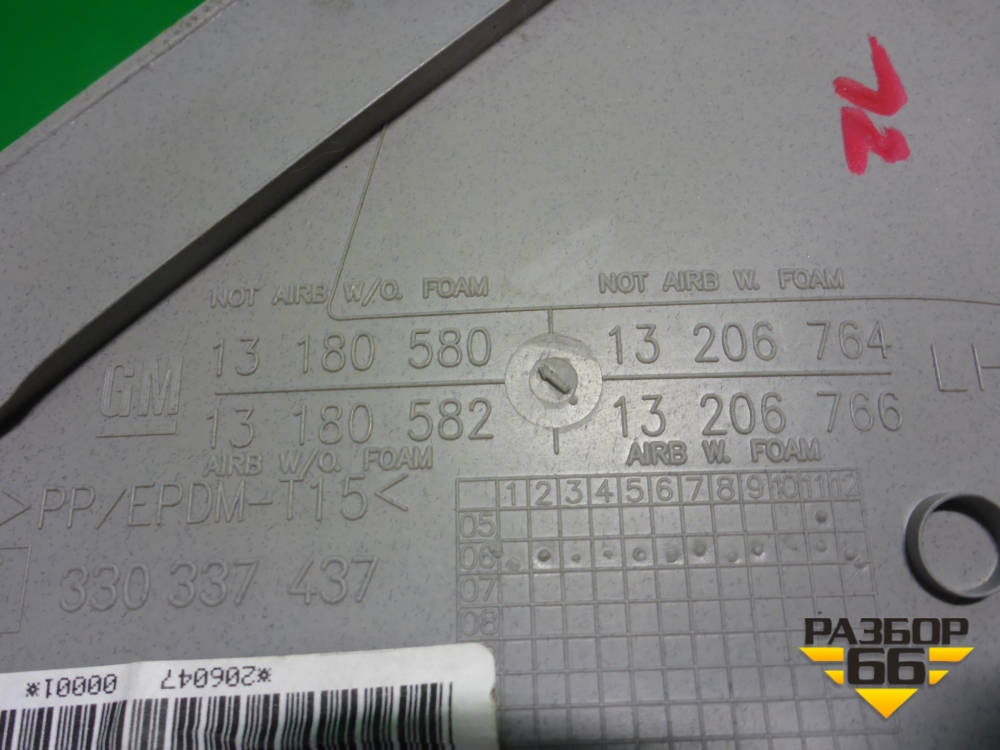 ZL
NOT AIRB W/O. FOAM NOT AIRB W. FOAM
GM 13 180 580 13 206 764 LH
13 180 582 13 206 766
AIRB W/O. FOAM AIRB W. FOAM
>PP/EPDM-T15<
330 337 437
1 2 3 4 5 6 7 8 9 10 11 12
05
06
07
08
*206047 00001*
РАЗБОР
66